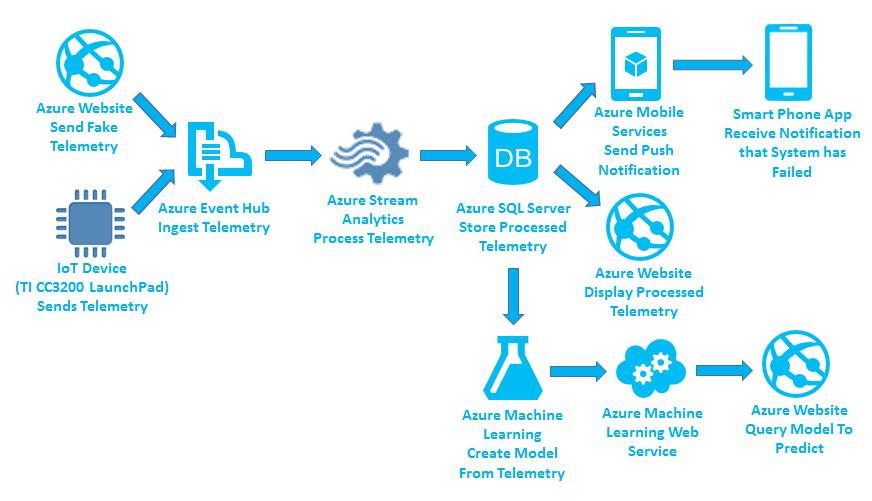 Azure Website
Send Fake
Telemetry
IoT Device
(TI CC3200 LaunchPad)
Sends Telemetry
Azure Event Hub
Ingest Telemetry
Azure Stream
Analytics
Process Telemetry
DB
Azure SQL Server
Store Processed
Telemetry
Azure Mobile
Services
Send Push
Notification
Smart Phone App
Receive Notification
that System has
Failed
Azure Website
Display Processed
Telemetry
Azure Machine
Learning
Create Model
From Telemetry
Azure Machine
Learning Web
Service
Azure Website
Query Model To
Predict